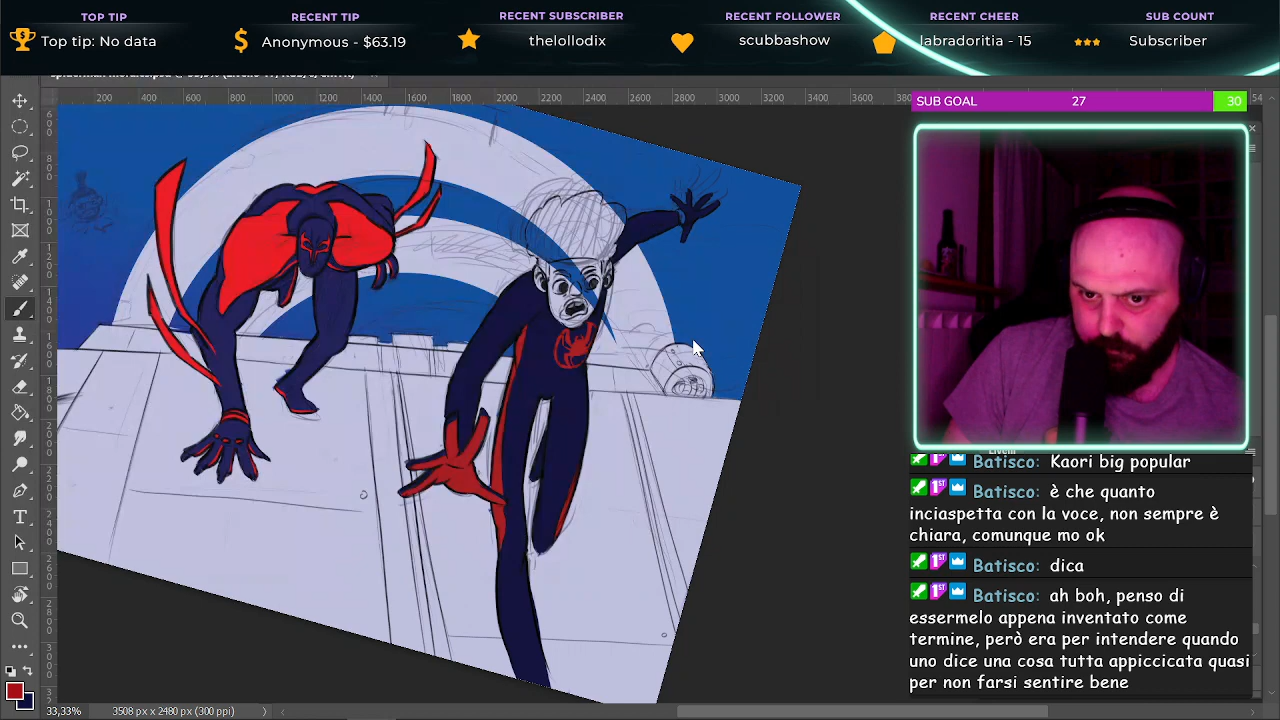 TOP TIP
Top tip: No data
RECENT TIP
Anonymous - $63.19
RECENT SUBSCRIBER
thelollodix
RECENT FOLLOWER
scubbashow
RECENT CHEER
labradoritia - 15
SUB COUNT
Subscriber
200 400 600 800 1000 1200 1400 1600 1800 2000 2200 2400 2600 2800 3000 3200 3400 3600
SUB GOAL 27 30
Batisco: Kaori big popular
Batisco: è che quanto
inciaspetta con la voce, non sempre è
chiara, comunque mo ok
Batisco: dica
Batisco: ah boh, penso di
essermelo appena inventato come
termine, però era per intendere quando
uno dice una cosa tutta appiccicata quasi
per non farsi sentire bene
33,33% 3508 px x 2480 px (300 ppi)